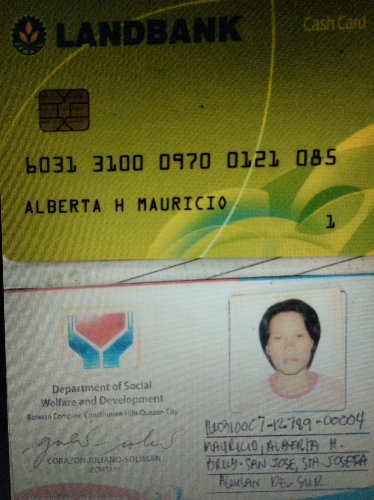 LANDBANK
Cash Card
6031 3100 0970 0121 085
ALBERTA H MAURICIO
1
Department of Social
Welfare and Development
Batasan Complex, Constitution Hills Quezon City
CORAZON JULIANO-SOLIMAN
SECRETARY
-12789-00004
MAURICIO, ALBERTA H.
BRGY. SAN JOSE, STA JOSEFA
AGUSAN DEL SUR